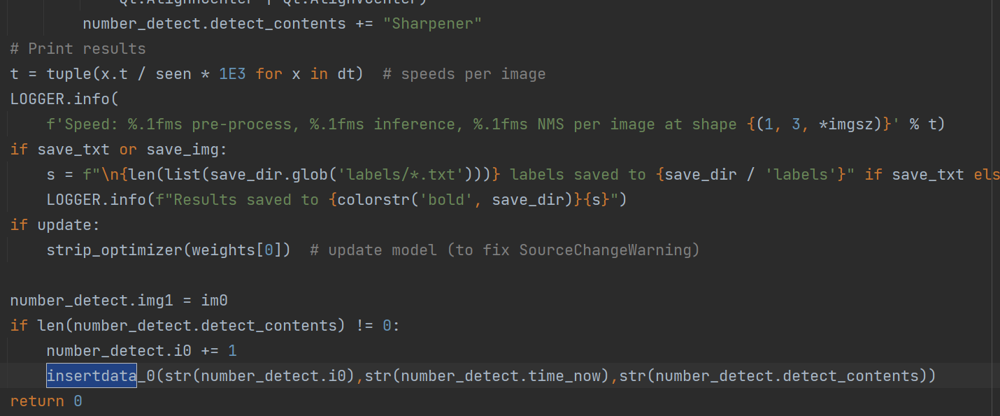 Qt.AlignHCenter | Qt.AlignVCenter)
number_detect.detect_contents += "Sharpener"
# Print results
t = tuple(x.t / seen * 1E3 for x in dt)  # speeds per image
LOGGER.info(
f'Speed: %.1fms pre-process, %.1fms inference, %.1fms NMS per image at shape {(1, 3, *imgsz)}' % t)
if save_txt or save_img:
s = f"\n{len(list(save_dir.glob('labels/*.txt')))} labels saved to {save_dir / 'labels'}" if save_txt els
LOGGER.info(f"Results saved to {colorstr('bold', save_dir)}{s}")
if update:
strip_optimizer(weights[0])  # update model (to fix SourceChangeWarning)
number_detect.img1 = im0
if len(number_detect.detect_contents) != 0:
number_detect.i0 += 1
insertdata_0(str(number_detect.i0),str(number_detect.time_now),str(number_detect.detect_contents))
return 0